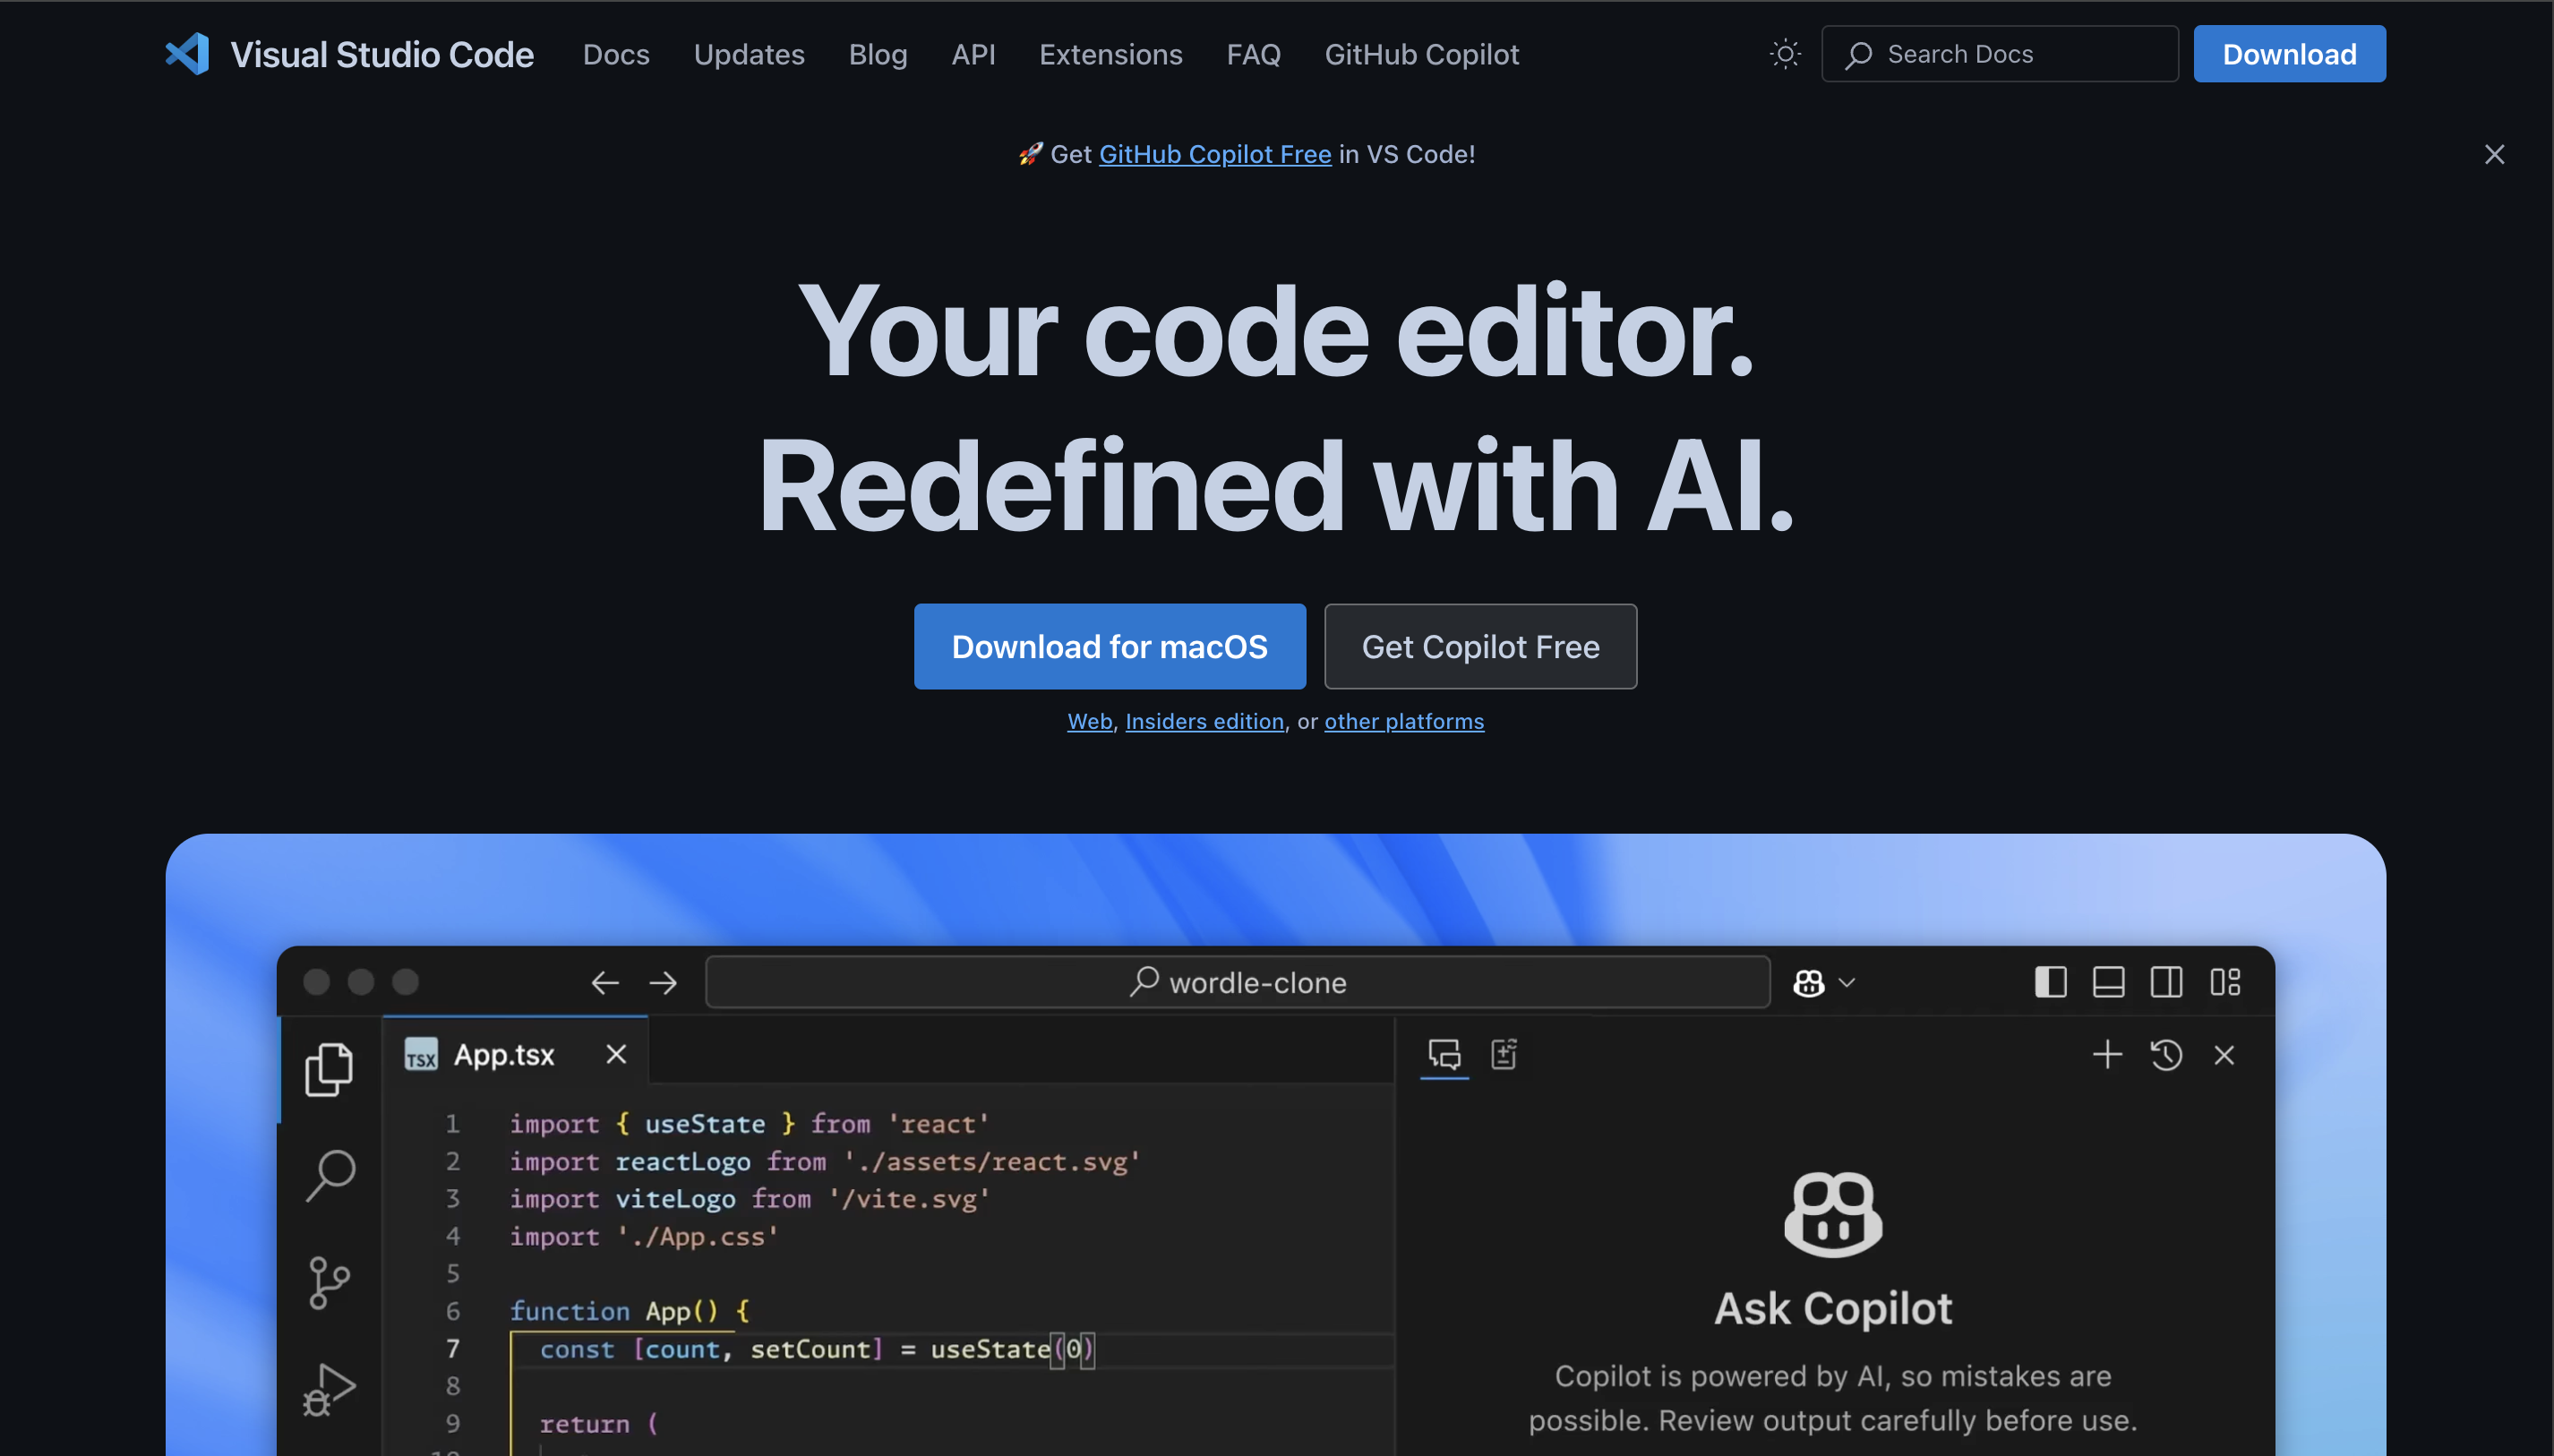 Visual Studio Code Docs Updates Blog API Extensions FAQ GitHub Copilot Search Docs Download
🚀 Get GitHub Copilot Free in VS Code!
Your code editor.
Redefined with AI.
Download for macOS Get Copilot Free
Web, Insiders edition, or other platforms
wordle-clone
TSX App.tsx
1 import { useState } from 'react'
2 import reactLogo from './assets/react.svg'
3 import viteLogo from '/vite.svg'
4 import './App.css'
5
6 function App() {
7 const [count, setCount] = useState(0)
8
9 return (
Ask Copilot
Copilot is powered by AI, so mistakes are
possible. Review output carefully before use.